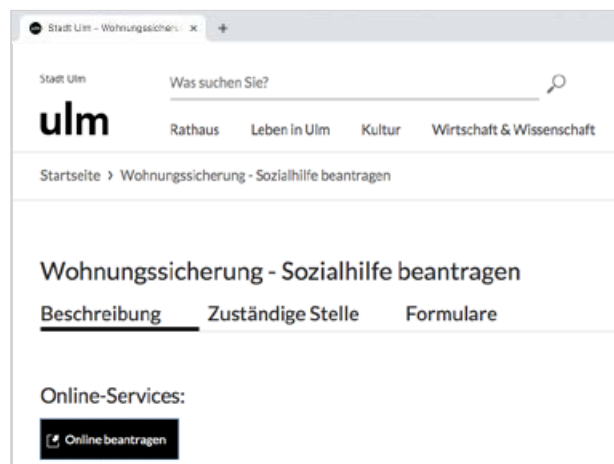 Stadt Ulm - Wohnungssicher × +
Stadt Ulm
Was suchen Sie?
ulm
Rathaus Leben in Ulm Kultur Wirtschaft & Wissenschaft
Startseite > Wohnungssicherung - Sozialhilfe beantragen
Wohnungssicherung - Sozialhilfe beantragen
Beschreibung Zuständige Stelle Formulare
Online-Services:
Online beantragen